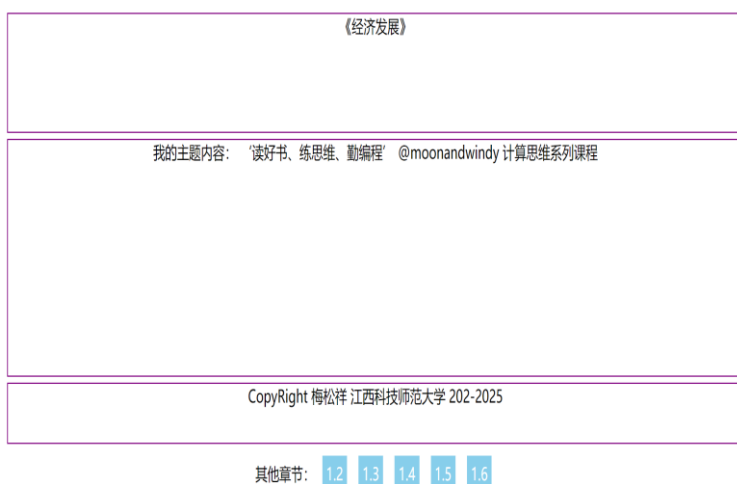 《经济发展》
我的主题内容： ‘读好书、练思维、勤编程’ @moonandwindy 计算思维系列课程
CopyRight 梅松祥 江西科技师范大学 202-2025
其他章节： 1.2 1.3 1.4 1.5 1.6